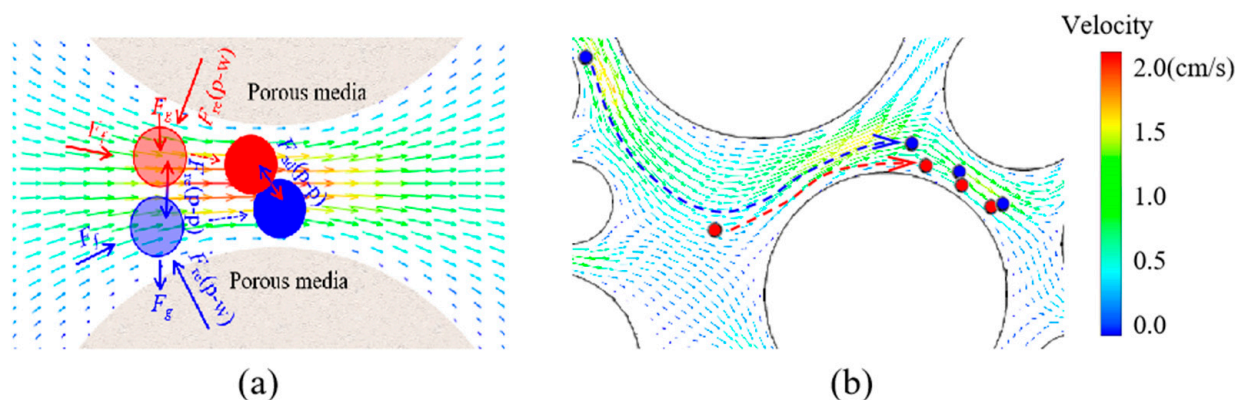 Velocity
2.0(cm/s)
1.5
1.0
0.5
0.0
Porous media
F_re(p-w)
F_g
F_f
F_re(p-p)
F_ad(p-p)
F_f
F_re(p-w)
F_g
Porous media
(a)
(b)